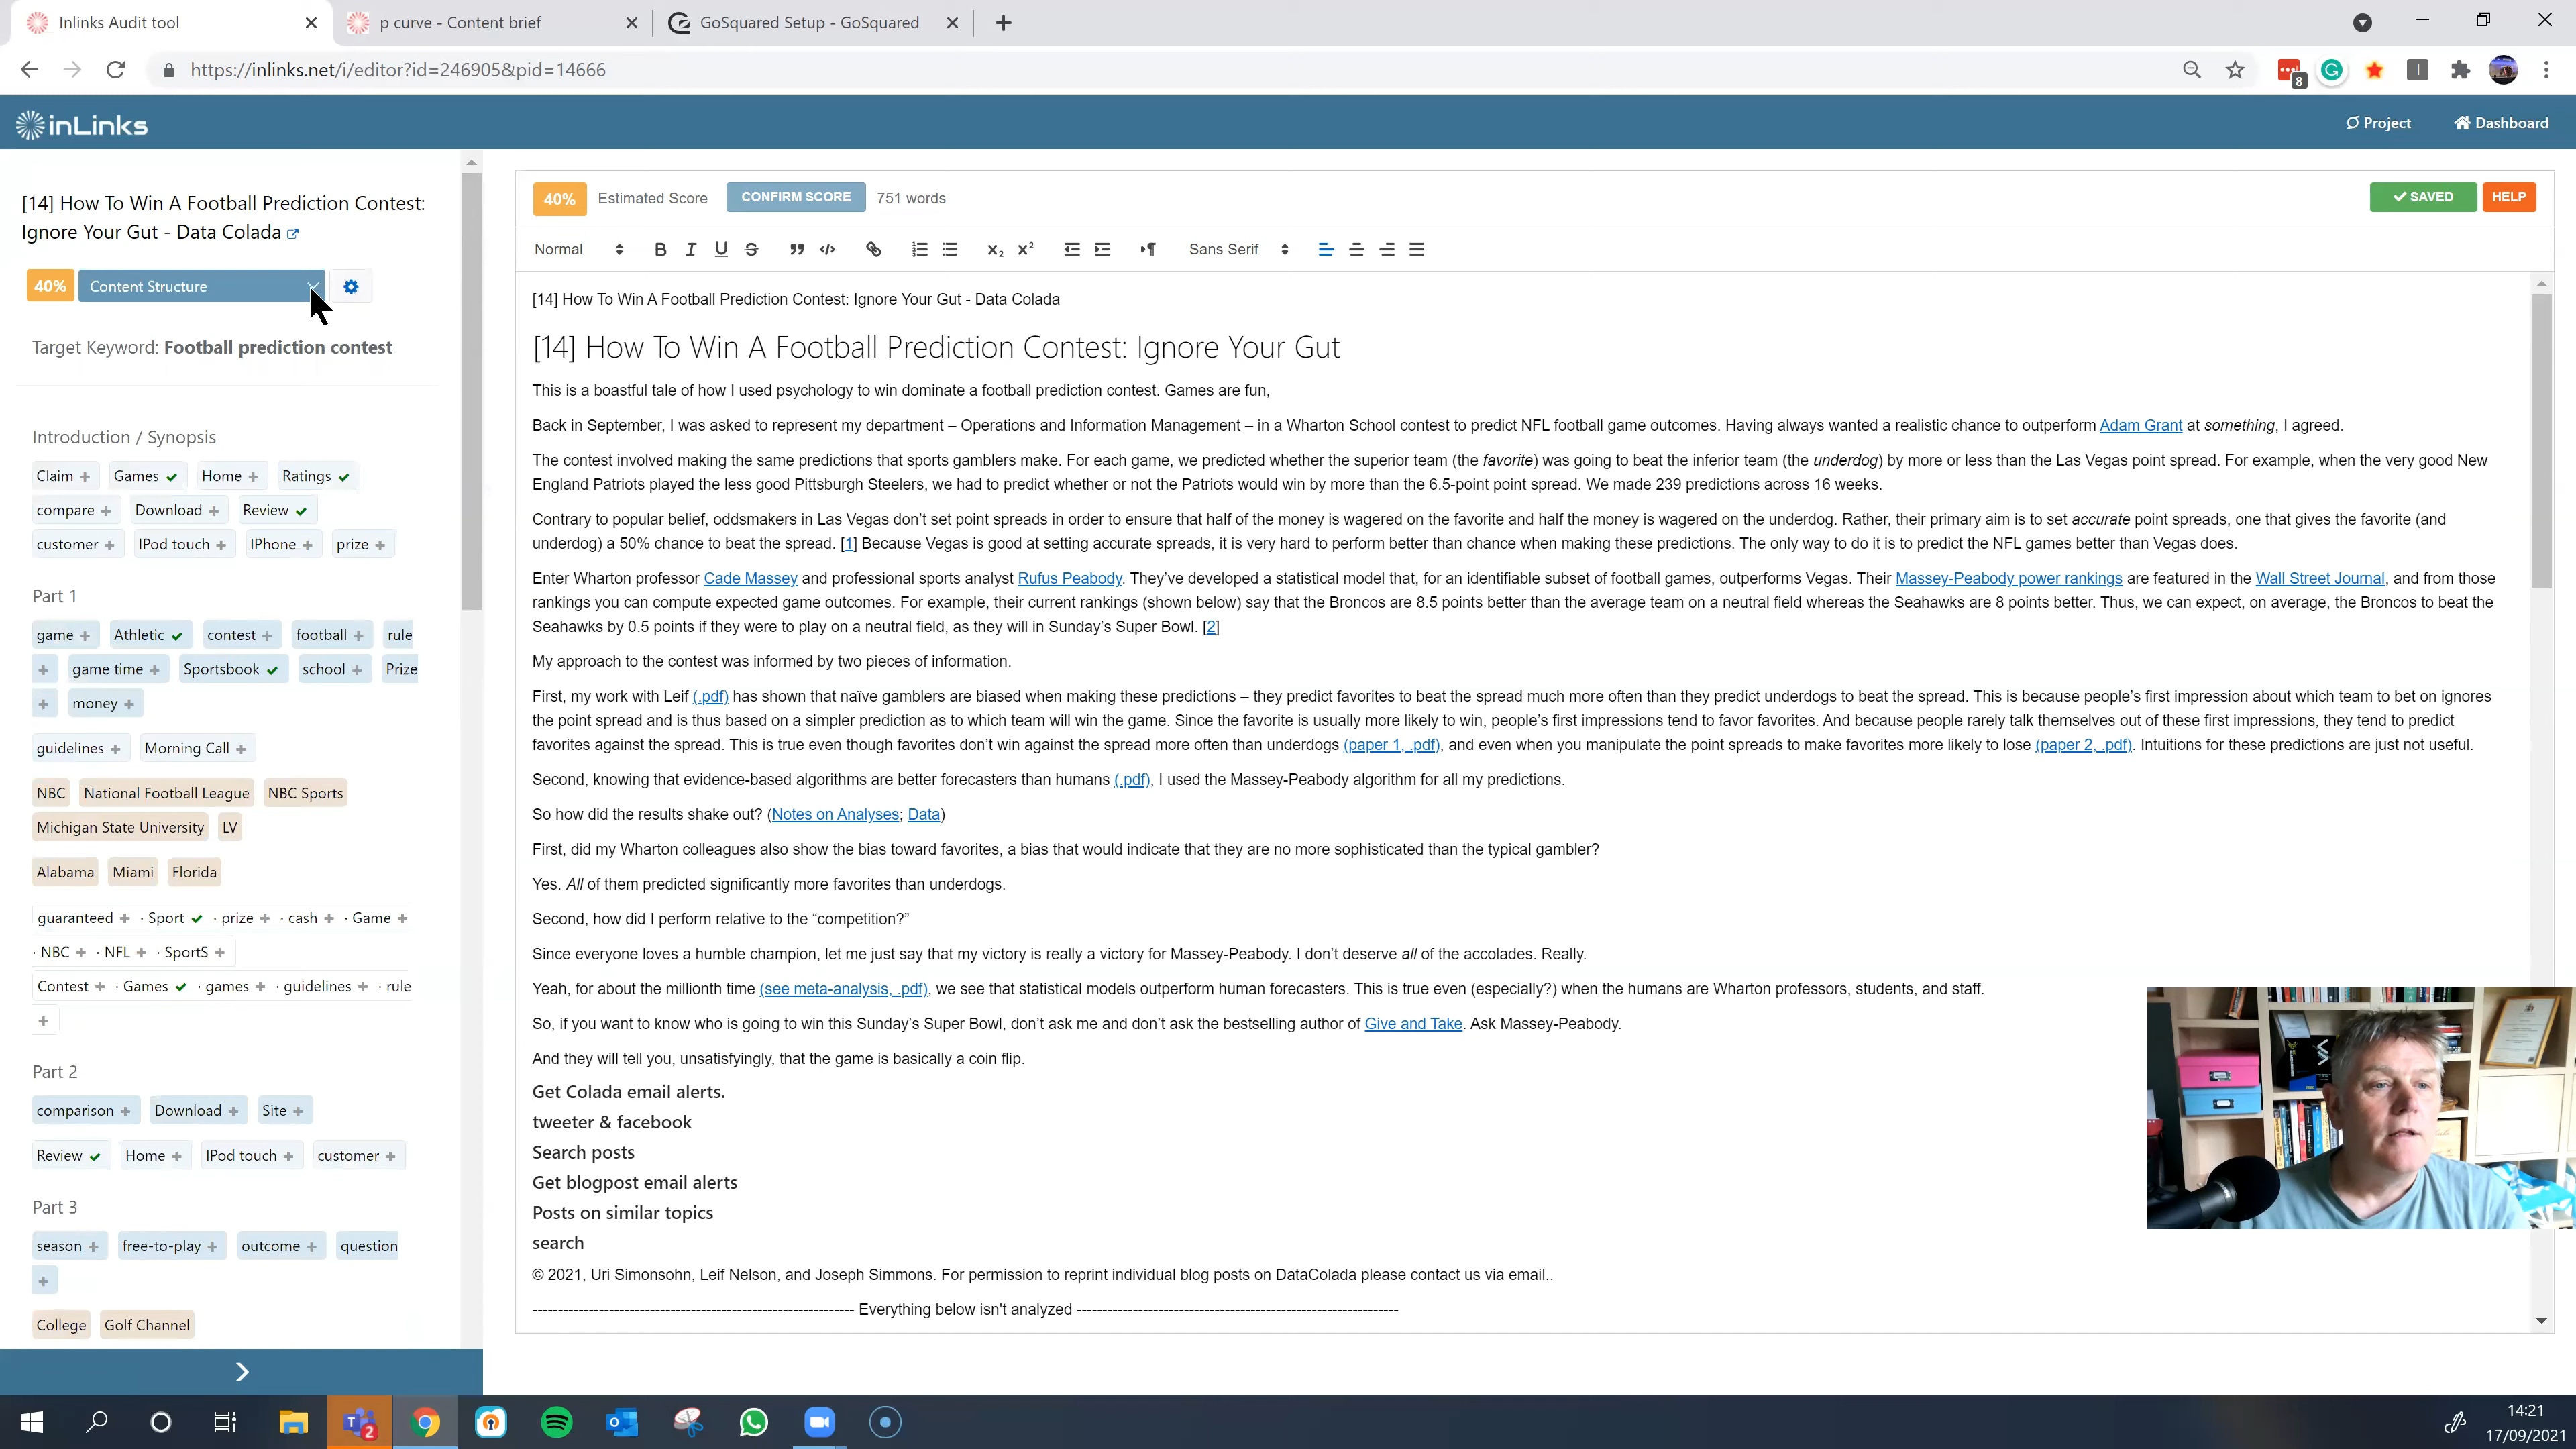 Inlinks Audit tool
p curve - Content brief
GoSquared Setup - GoSquared
https://inlinks.net/i/editor?id=246905&pid=14666
8
inLinks
Project
Dashboard
[14] How To Win A Football Prediction Contest:
Ignore Your Gut - Data Colada
40%
Content Structure
Target Keyword: Football prediction contest
Introduction / Synopsis
Claim + Games ✓ Home + Ratings ✓
compare + Download + Review ✓
customer + IPod touch + IPhone + prize +
Part 1
game + Athletic ✓ contest + football + rule
+ game time + Sportsbook ✓ school + Prize
+ money +
guidelines + Morning Call +
NBC National Football League NBC Sports
Michigan State University LV
Alabama Miami Florida
guaranteed + · Sport ✓ · prize + · cash + · Game +
· NBC + · NFL + · SportS +
Contest + · Games ✓ · games + · guidelines + · rule
+
Part 2
comparison + Download + Site +
Review ✓ Home + IPod touch + customer +
Part 3
season + free-to-play + outcome + question
+
College Golf Channel
40% Estimated Score CONFIRM SCORE 751 words
✓ SAVED HELP
Normal
Sans Serif
[14] How To Win A Football Prediction Contest: Ignore Your Gut - Data Colada
[14] How To Win A Football Prediction Contest: Ignore Your Gut
This is a boastful tale of how I used psychology to win dominate a football prediction contest. Games are fun,
Back in September, I was asked to represent my department – Operations and Information Management – in a Wharton School contest to predict NFL football game outcomes. Having always wanted a realistic chance to outperform Adam Grant at something, I agreed.
The contest involved making the same predictions that sports gamblers make. For each game, we predicted whether the superior team (the favorite) was going to beat the inferior team (the underdog) by more or less than the Las Vegas point spread. For example, when the very good New
England Patriots played the less good Pittsburgh Steelers, we had to predict whether or not the Patriots would win by more than the 6.5-point point spread. We made 239 predictions across 16 weeks.
Contrary to popular belief, oddsmakers in Las Vegas don't set point spreads in order to ensure that half of the money is wagered on the favorite and half the money is wagered on the underdog. Rather, their primary aim is to set accurate point spreads, one that gives the favorite (and
underdog) a 50% chance to beat the spread. [1] Because Vegas is good at setting accurate spreads, it is very hard to perform better than chance when making these predictions. The only way to do it is to predict the NFL games better than Vegas does.
Enter Wharton professor Cade Massey and professional sports analyst Rufus Peabody. They've developed a statistical model that, for an identifiable subset of football games, outperforms Vegas. Their Massey-Peabody power rankings are featured in the Wall Street Journal, and from those
rankings you can compute expected game outcomes. For example, their current rankings (shown below) say that the Broncos are 8.5 points better than the average team on a neutral field whereas the Seahawks are 8 points better. Thus, we can expect, on average, the Broncos to beat the
Seahawks by 0.5 points if they were to play on a neutral field, as they will in Sunday's Super Bowl. [2]
My approach to the contest was informed by two pieces of information.
First, my work with Leif (.pdf) has shown that naïve gamblers are biased when making these predictions – they predict favorites to beat the spread much more often than they predict underdogs to beat the spread. This is because people's first impression about which team to bet on ignores
the point spread and is thus based on a simpler prediction as to which team will win the game. Since the favorite is usually more likely to win, people's first impressions tend to favor favorites. And because people rarely talk themselves out of these first impressions, they tend to predict
favorites against the spread. This is true even though favorites don't win against the spread more often than underdogs (paper 1, .pdf), and even when you manipulate the point spreads to make favorites more likely to lose (paper 2, .pdf). Intuitions for these predictions are just not useful.
Second, knowing that evidence-based algorithms are better forecasters than humans (.pdf), I used the Massey-Peabody algorithm for all my predictions.
So how did the results shake out? (Notes on Analyses; Data)
First, did my Wharton colleagues also show the bias toward favorites, a bias that would indicate that they are no more sophisticated than the typical gambler?
Yes. All of them predicted significantly more favorites than underdogs.
Second, how did I perform relative to the “competition?”
Since everyone loves a humble champion, let me just say that my victory is really a victory for Massey-Peabody. I don't deserve all of the accolades. Really.
Yeah, for about the millionth time (see meta-analysis, .pdf), we see that statistical models outperform human forecasters. This is true even (especially?) when the humans are Wharton professors, students, and staff.
So, if you want to know who is going to win this Sunday's Super Bowl, don't ask me and don't ask the bestselling author of Give and Take. Ask Massey-Peabody.
And they will tell you, unsatisfyingly, that the game is basically a coin flip.
Get Colada email alerts.
tweeter & facebook
Search posts
Get blogpost email alerts
Posts on similar topics
search
© 2021, Uri Simonsohn, Leif Nelson, and Joseph Simmons. For permission to reprint individual blog posts on DataColada please contact us via email..
---------------------------------------------------------------- Everything below isn't analyzed ----------------------------------------------------------------
2
14:21
17/09/2021